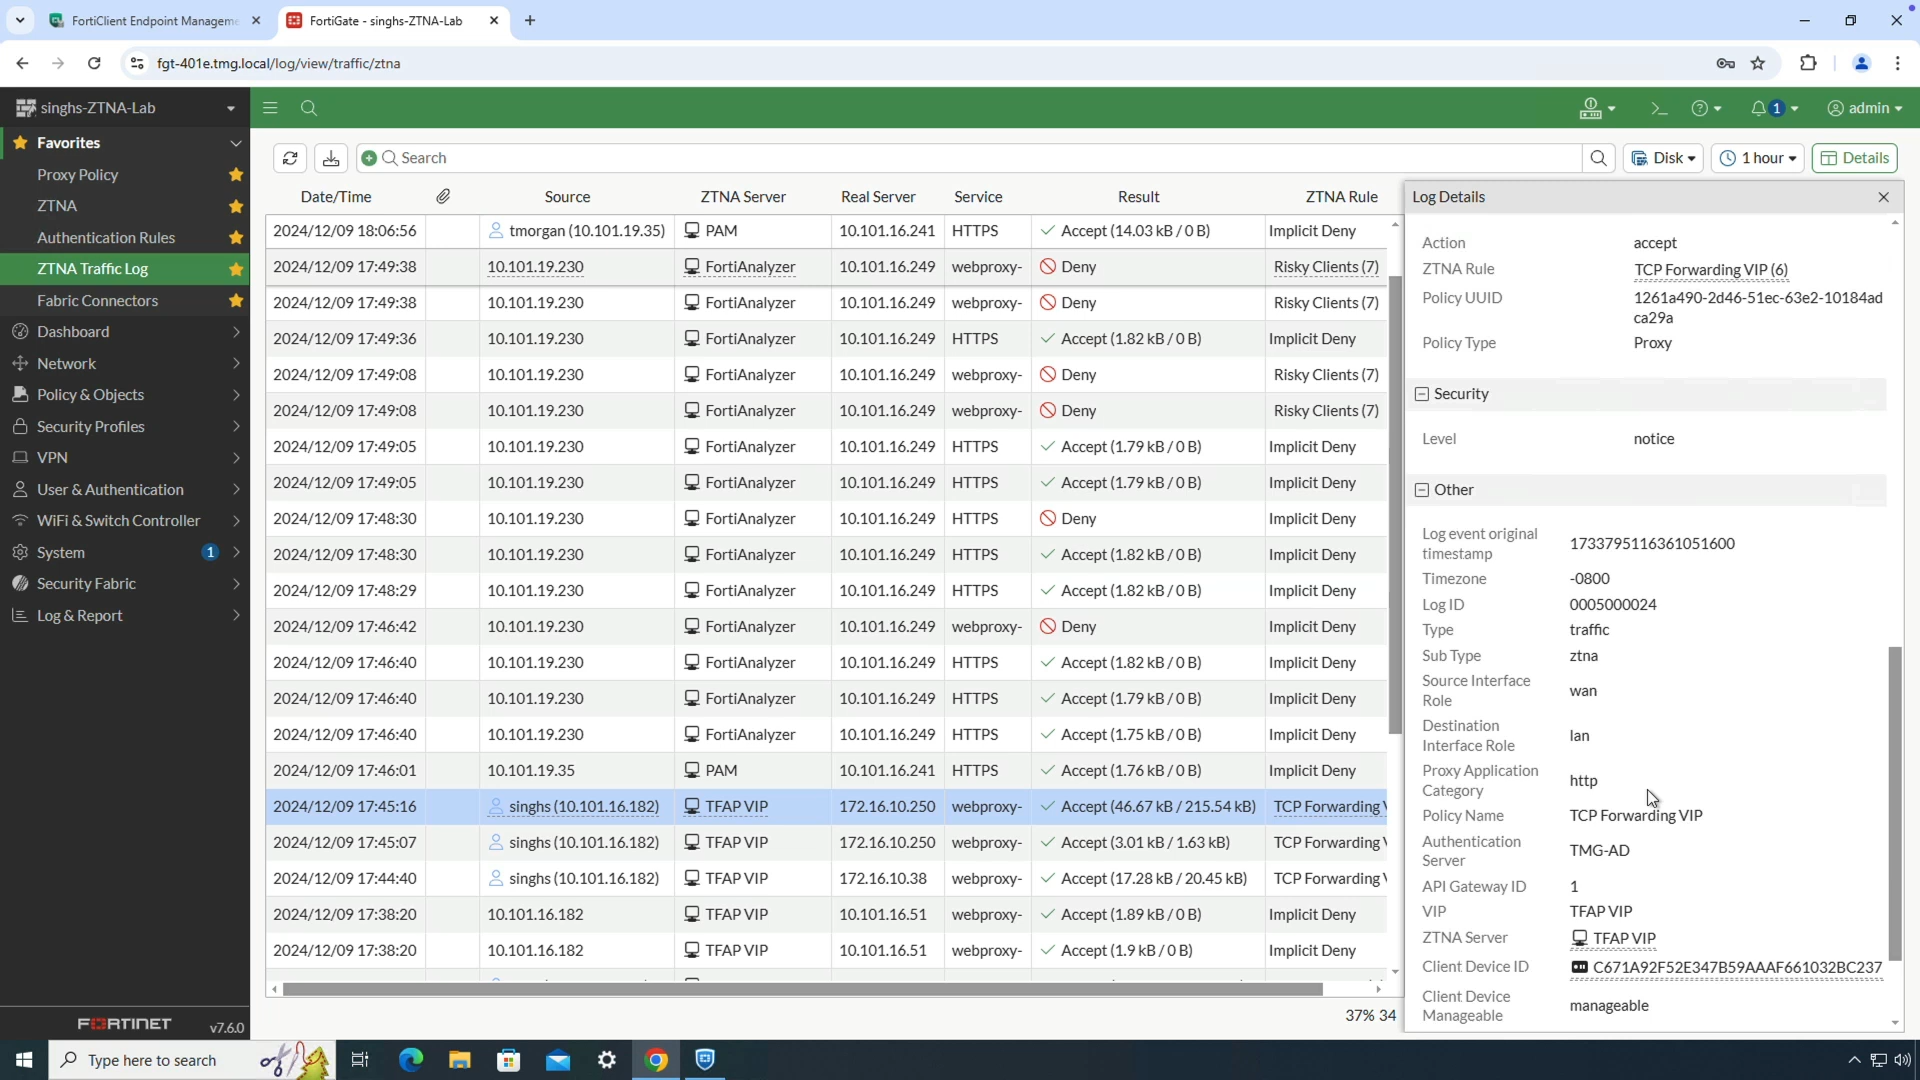 FortiClient Endpoint Manageme
FortiGate - singhs-ZTNA-Lab
fgt-401e.tmg.local/log/view/traffic/ztna
singhs-ZTNA-Lab
1
admin
Favorites
Proxy Policy
ZTNA
Authentication Rules
ZTNA Traffic Log
Fabric Connectors
Dashboard
Network
Policy & Objects
Security Profiles
VPN
User & Authentication
WiFi & Switch Controller
System 1
Security Fabric
Log & Report
FORTINET v7.6.0
Search
Disk
1 hour
Details
Date/Time Source ZTNA Server Real Server Service Result ZTNA Rule
2024/12/09 18:06:56 tmorgan (10.101.19.35) PAM 10.101.16.241 HTTPS Accept (14.03 kB / 0 B) Implicit Deny
2024/12/09 17:49:38 10.101.19.230 FortiAnalyzer 10.101.16.249 webproxy- Deny Risky Clients (7)
2024/12/09 17:49:38 10.101.19.230 FortiAnalyzer 10.101.16.249 webproxy- Deny Risky Clients (7)
2024/12/09 17:49:36 10.101.19.230 FortiAnalyzer 10.101.16.249 HTTPS Accept (1.82 kB / 0 B) Implicit Deny
2024/12/09 17:49:08 10.101.19.230 FortiAnalyzer 10.101.16.249 webproxy- Deny Risky Clients (7)
2024/12/09 17:49:08 10.101.19.230 FortiAnalyzer 10.101.16.249 webproxy- Deny Risky Clients (7)
2024/12/09 17:49:05 10.101.19.230 FortiAnalyzer 10.101.16.249 HTTPS Accept (1.79 kB / 0 B) Implicit Deny
2024/12/09 17:49:05 10.101.19.230 FortiAnalyzer 10.101.16.249 HTTPS Accept (1.79 kB / 0 B) Implicit Deny
2024/12/09 17:48:30 10.101.19.230 FortiAnalyzer 10.101.16.249 HTTPS Deny Implicit Deny
2024/12/09 17:48:30 10.101.19.230 FortiAnalyzer 10.101.16.249 HTTPS Accept (1.82 kB / 0 B) Implicit Deny
2024/12/09 17:48:29 10.101.19.230 FortiAnalyzer 10.101.16.249 HTTPS Accept (1.82 kB / 0 B) Implicit Deny
2024/12/09 17:46:42 10.101.19.230 FortiAnalyzer 10.101.16.249 webproxy- Deny Implicit Deny
2024/12/09 17:46:40 10.101.19.230 FortiAnalyzer 10.101.16.249 HTTPS Accept (1.82 kB / 0 B) Implicit Deny
2024/12/09 17:46:40 10.101.19.230 FortiAnalyzer 10.101.16.249 HTTPS Accept (1.79 kB / 0 B) Implicit Deny
2024/12/09 17:46:40 10.101.19.230 FortiAnalyzer 10.101.16.249 HTTPS Accept (1.75 kB / 0 B) Implicit Deny
2024/12/09 17:46:01 10.101.19.35 PAM 10.101.16.241 HTTPS Accept (1.76 kB / 0 B) Implicit Deny
2024/12/09 17:45:16 singhs (10.101.16.182) TFAP VIP 172.16.10.250 webproxy- Accept (46.67 kB / 215.54 kB) TCP Forwarding V
2024/12/09 17:45:07 singhs (10.101.16.182) TFAP VIP 172.16.10.250 webproxy- Accept (3.01 kB / 1.63 kB) TCP Forwarding V
2024/12/09 17:44:40 singhs (10.101.16.182) TFAP VIP 172.16.10.38 webproxy- Accept (17.28 kB / 20.45 kB) TCP Forwarding V
2024/12/09 17:38:20 10.101.16.182 TFAP VIP 10.101.16.51 webproxy- Accept (1.89 kB / 0 B) Implicit Deny
2024/12/09 17:38:20 10.101.16.182 TFAP VIP 10.101.16.51 webproxy- Accept (1.9 kB / 0 B) Implicit Deny
37% 34
Log Details
Action accept
ZTNA Rule TCP Forwarding VIP (6)
Policy UUID 1261a490-2d46-51ec-63e2-10184ad
ca29a
Policy Type Proxy
Security
Level notice
Other
Log event original
timestamp 1733795116361051600
Timezone -0800
Log ID 0005000024
Type traffic
Sub Type ztna
Source Interface
Role wan
Destination
Interface Role lan
Proxy Application
Category http
Policy Name TCP Forwarding VIP
Authentication
Server TMG-AD
API Gateway ID 1
VIP TFAP VIP
ZTNA Server TFAP VIP
Client Device ID C671A92F52E347B59AAAF661032BC237
Client Device
Manageable manageable
Type here to search